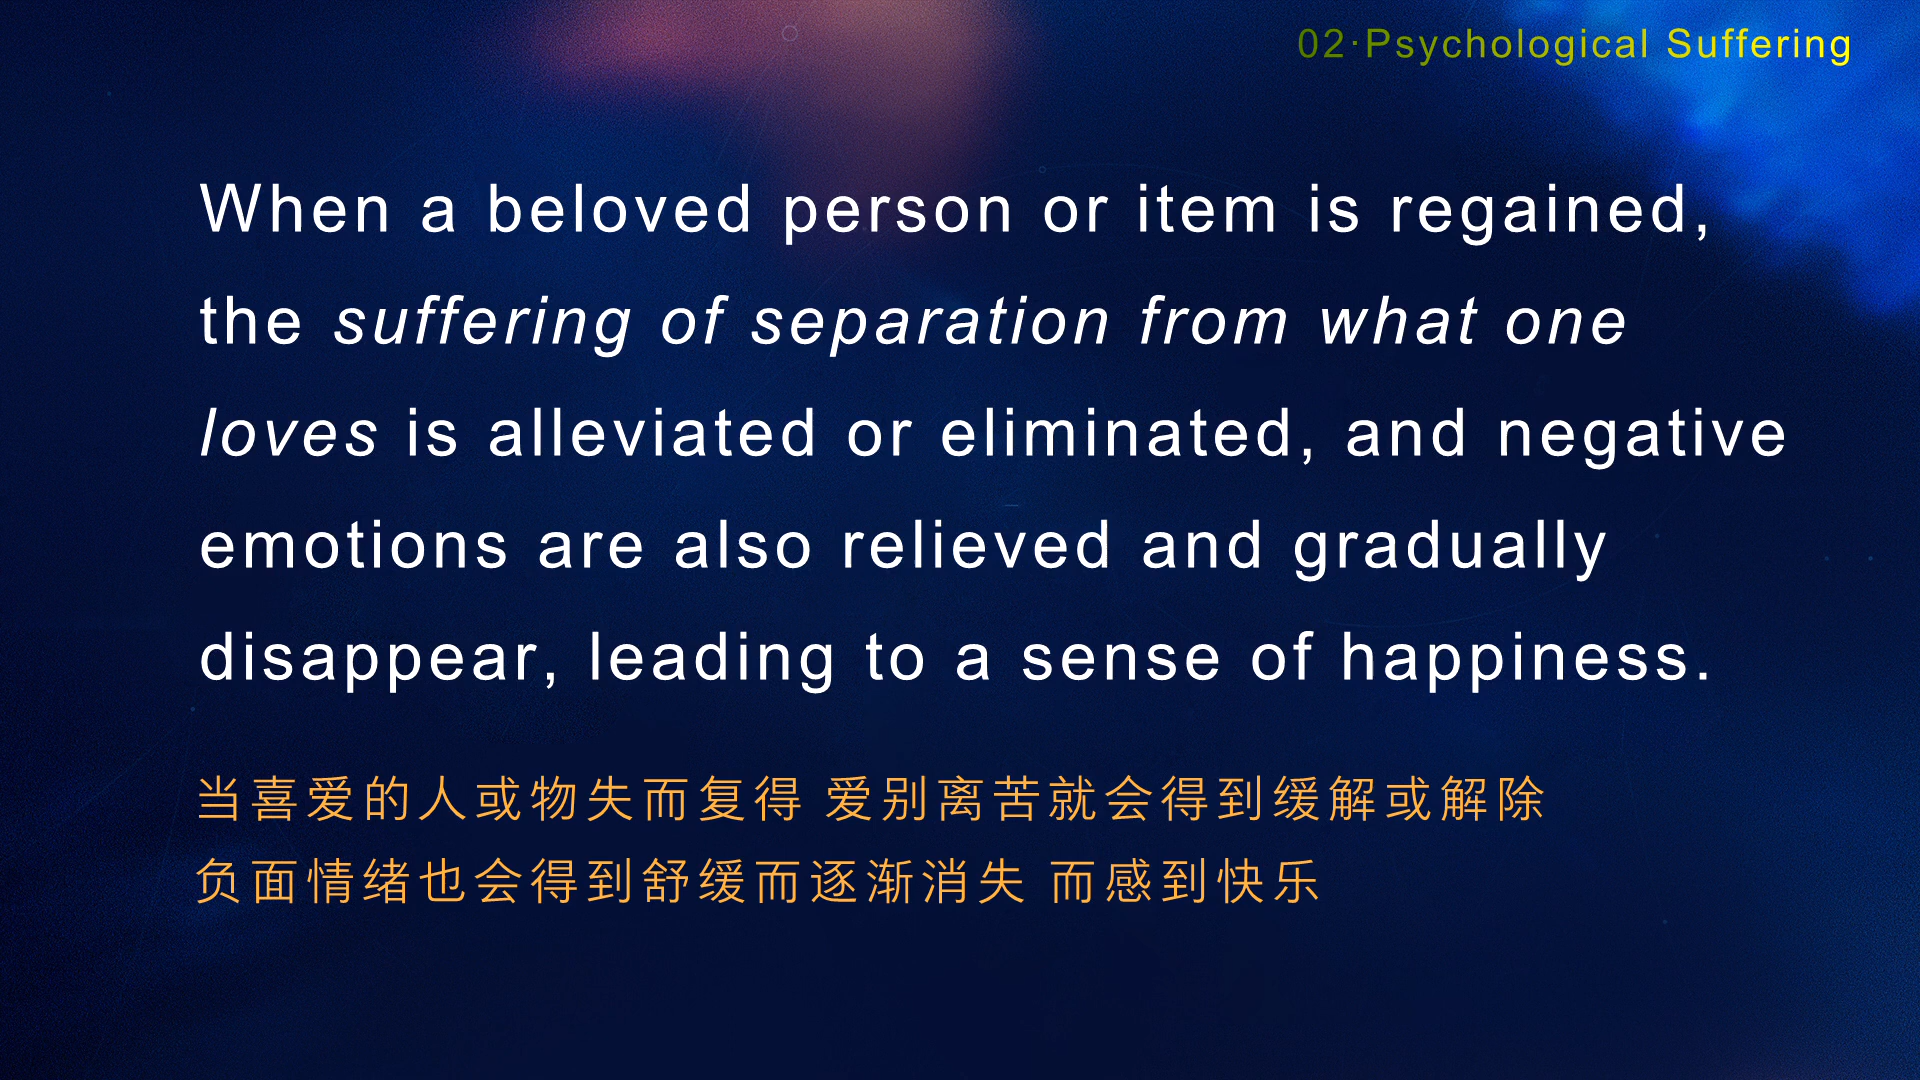 02·Psychological Suffering
When a beloved person or item is regained,
the suffering of separation from what one
loves is alleviated or eliminated, and negative
emotions are also relieved and gradually
disappear, leading to a sense of happiness.
当喜爱的人或物失而复得 爱别离苦就会得到缓解或解除
负面情绪也会得到舒缓而逐渐消失 而感到快乐